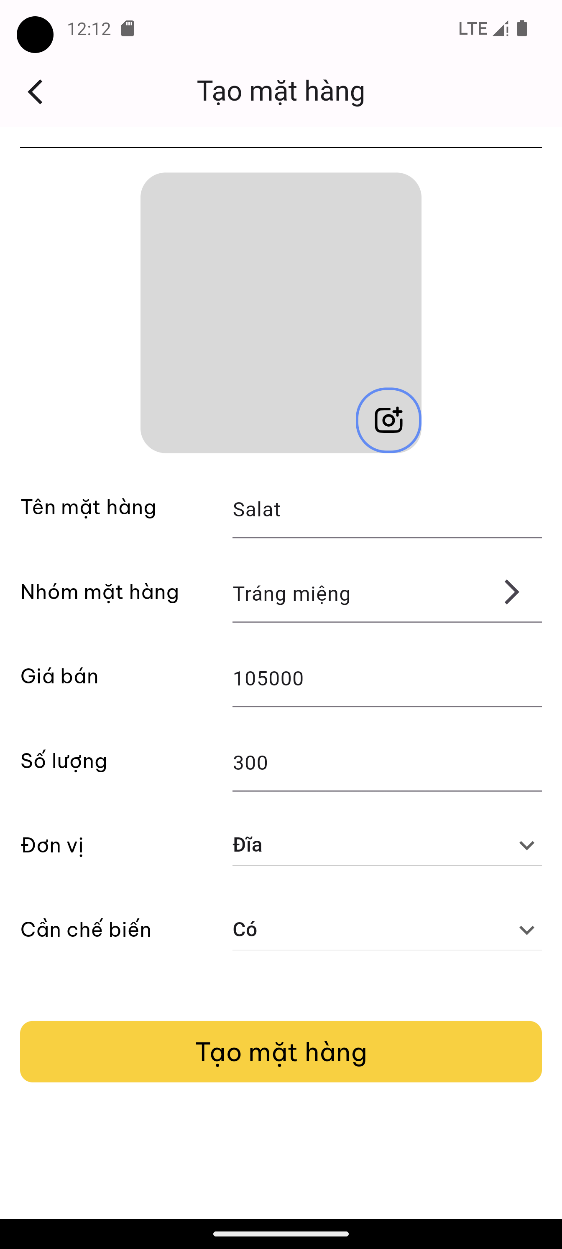 12:12 LTE
Tạo mặt hàng
Tên mặt hàng Salat
Nhóm mặt hàng Tráng miệng
Giá bán 105000
Số lượng 300
Đơn vị Đĩa
Cần chế biến Có
Tạo mặt hàng